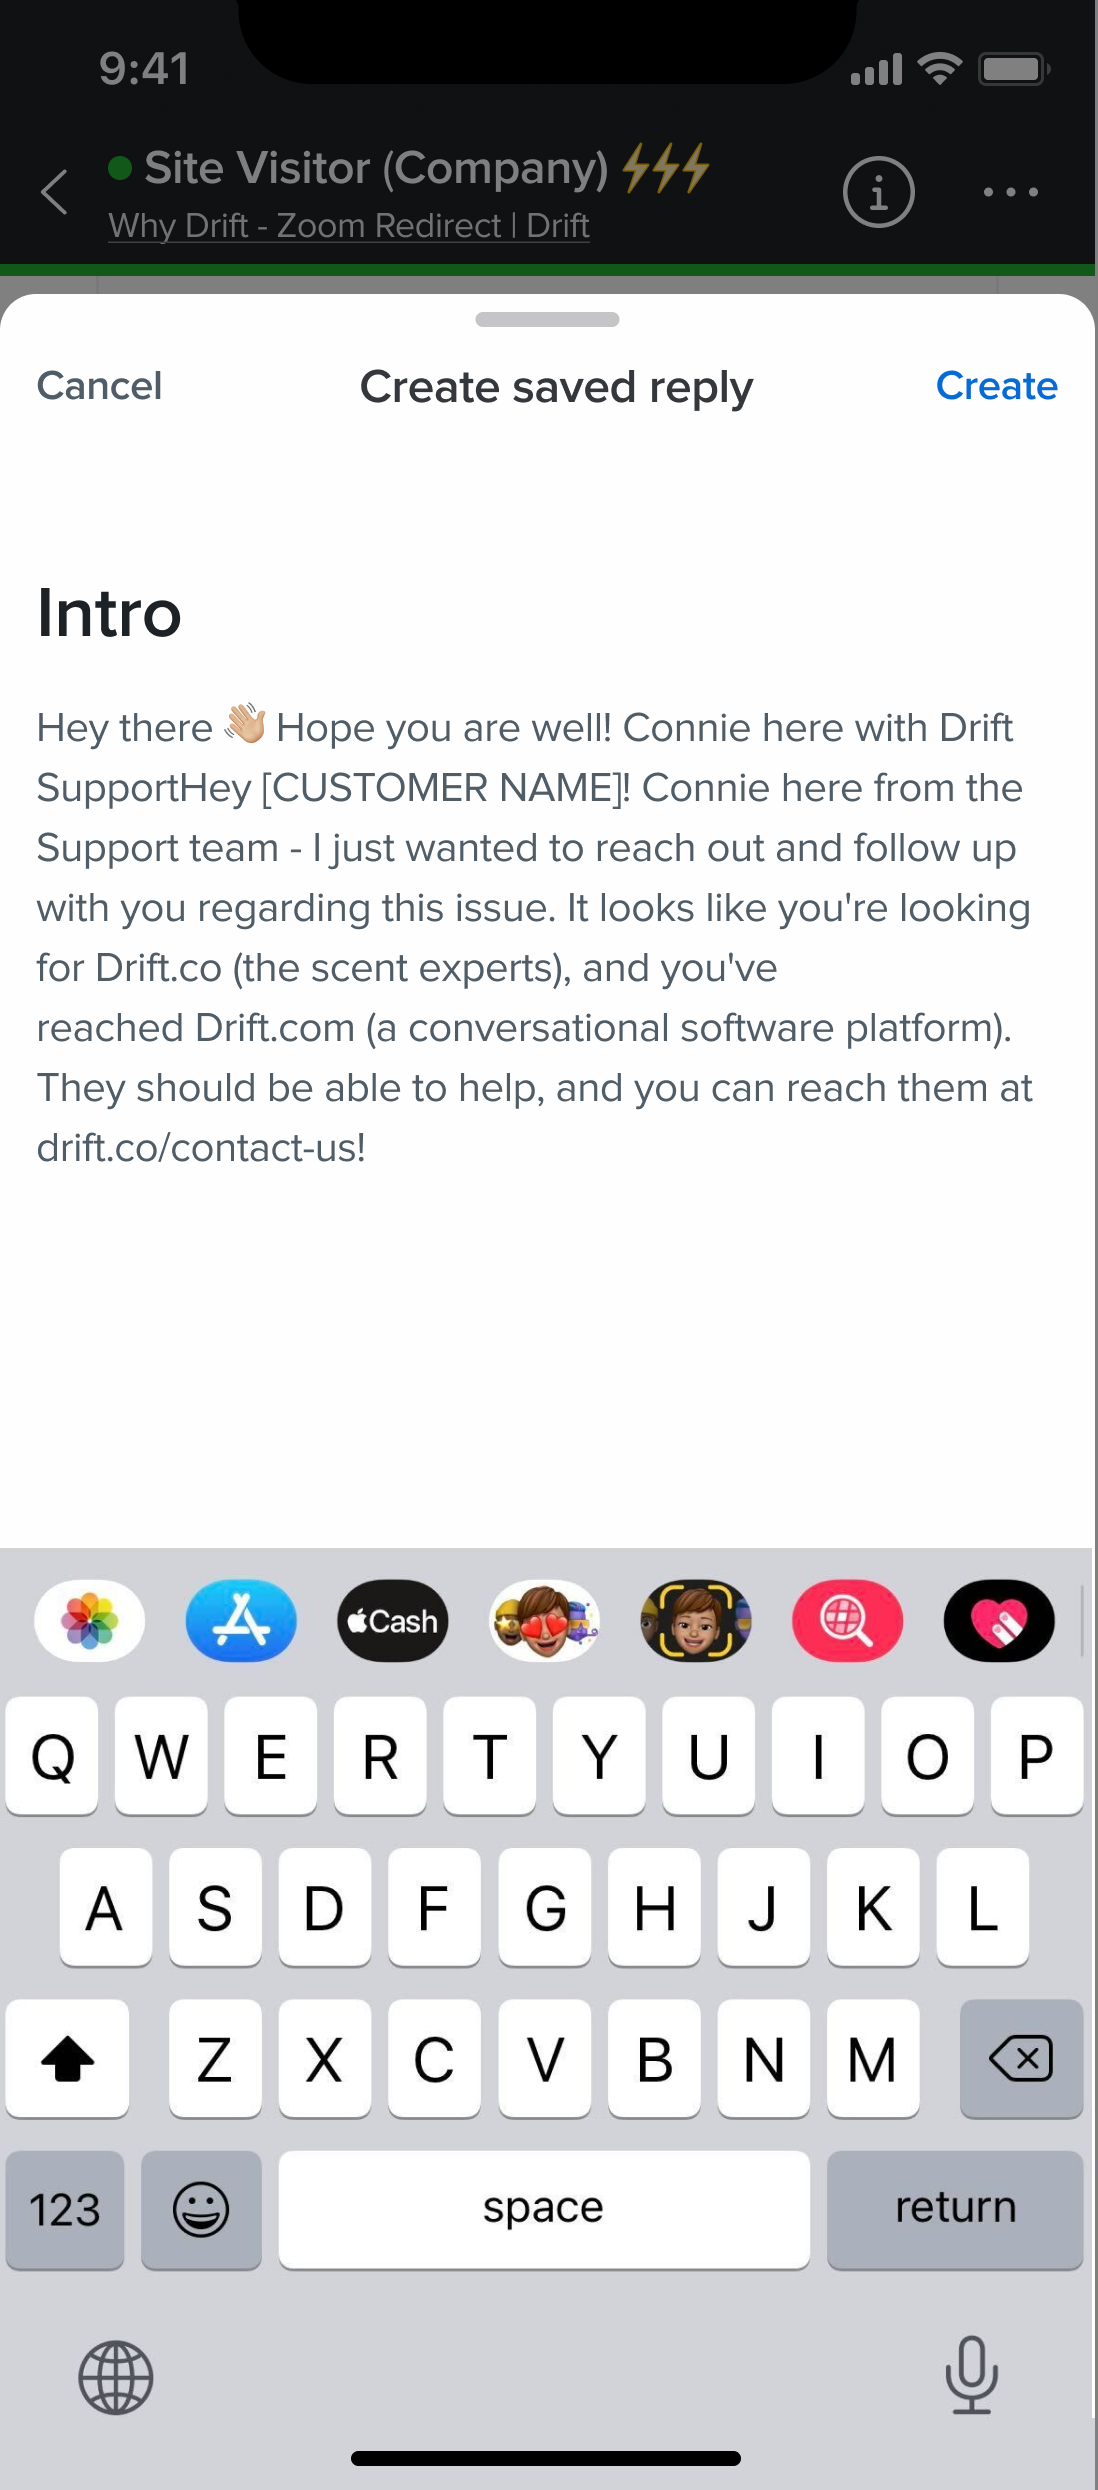 9:41
Site Visitor (Company) ⚡⚡⚡
Why Drift - Zoom Redirect | Drift
Cancel
Create saved reply
Create
Intro
Hey there 👋🏼 Hope you are well! Connie here with Drift
SupportHey [CUSTOMER NAME]! Connie here from the
Support team - I just wanted to reach out and follow up
with you regarding this issue. It looks like you're looking
for Drift.co (the scent experts), and you've
reached Drift.com (a conversational software platform).
They should be able to help, and you can reach them at
drift.co/contact-us!
Cash
Q W E R T Y U I O P
A S D F G H J K L
Z X C V B N M
123
space
return